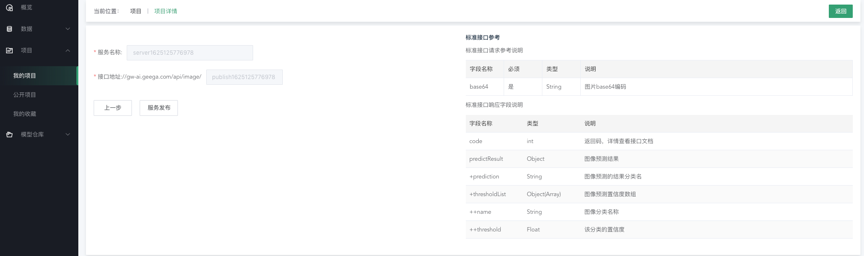 概览
数据
项目
我的项目
公开项目
我的收藏
模型仓库
当前位置： 项目 | 项目详情
返回
* 服务名称: server1625125776978
* 接口地址://gw-ai.geega.com/api/image/ publish1625125776978
上一步 服务发布
标准接口参考
标准接口请求参考说明
字段名称 必须 类型 说明
base64 是 String 图片base64编码
标准接口响应字段说明
字段名称 类型 说明
code int 返回码，详情查看接口文档
predictResult Object 图像预测结果
+prediction String 图像预测的结果分类名
+thresholdList Object(Array) 图像预测置信度数组
++name String 图像分类名称
++threshold Float 该分类的置信度